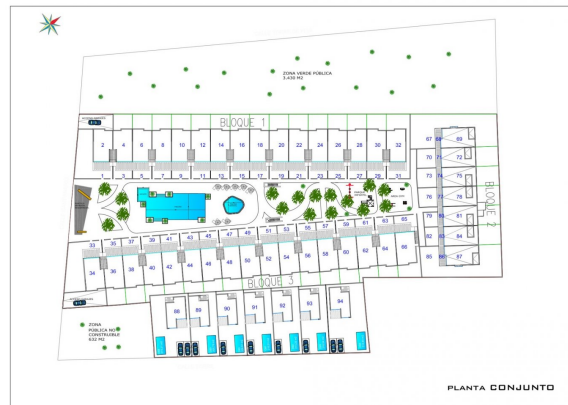 ZONA VERDE PÚBLICA
3.430 M2
BLOQUE 1
2 4 6 8 10 12 14 16 18 20 22 24 26 28 30 32
1 3 5 7 9 11 13 15 17 19 21 23 25 27 29 31
67 68 69
70 71 72
73 74 75
76 77 78
79 80 81
82 83 84
85 86 87
BLOQUE 2
33 35 37 39 41 43 45 47 49 51 53 55 57 59 61 63 65
34 36 38 40 42 44 46 48 50 52 54 56 58 60 62 64 66
BLOQUE 3
88 89 90 91 92 93 94
ZONA
PÚBLICA NO
CONSTRUIBLE
632 M2
PLANTA CONJUNTO